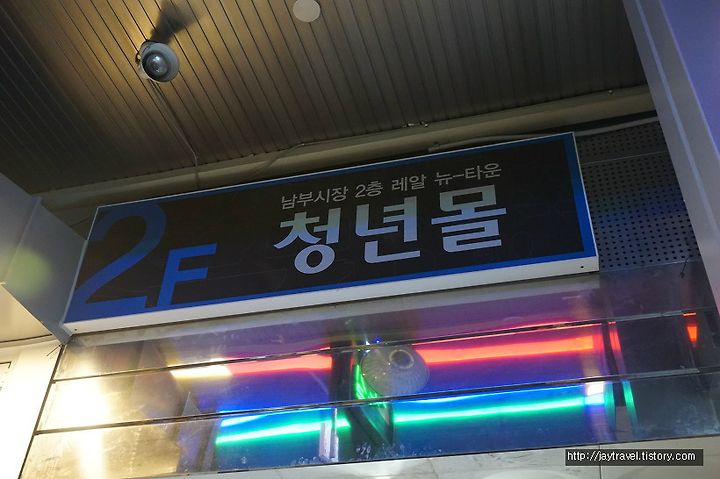 남부시장 2층 레알 뉴-타운
2F 청년몰
http://jaytravel.tistory.com